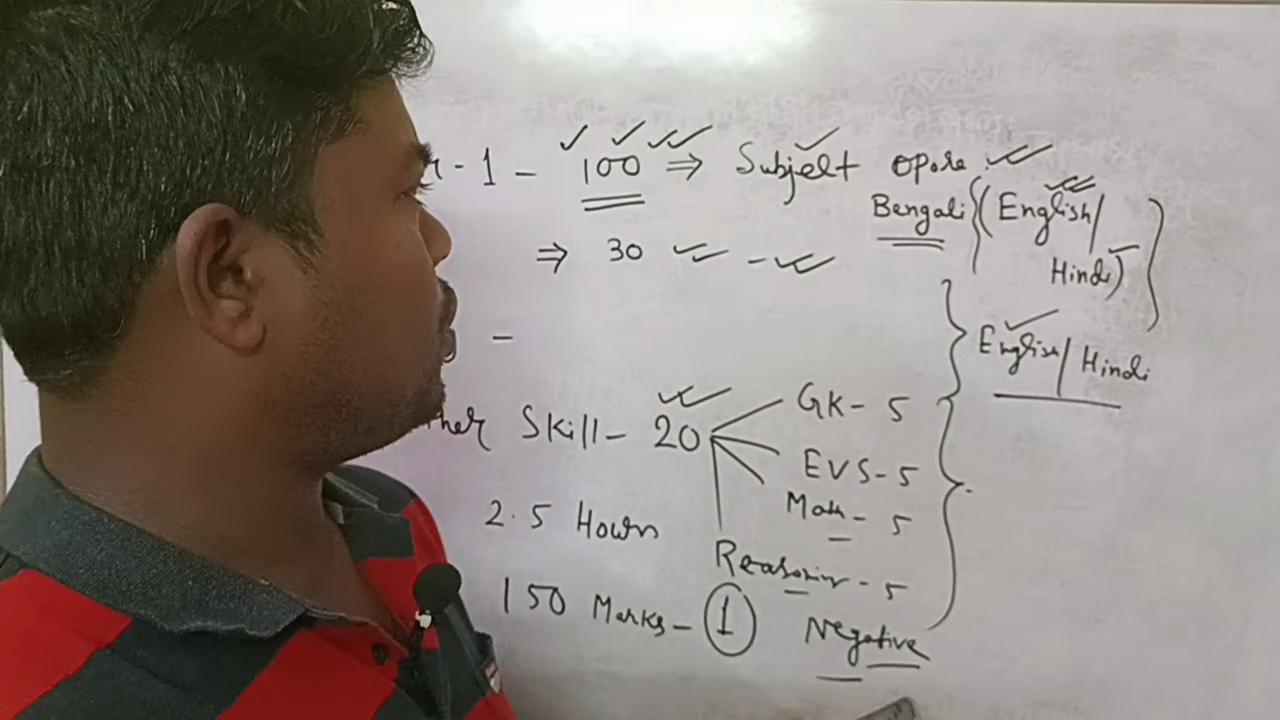 - 1 - 100 ⇒ Subject opore
Bengali (English/
Hindi)
⇒ 30 -
-
English/Hindi
Skill - 20
GK - 5
EVS - 5
Math - 5
Reasoning - 5
2.5 Hours
150 Marks - 1 Negative